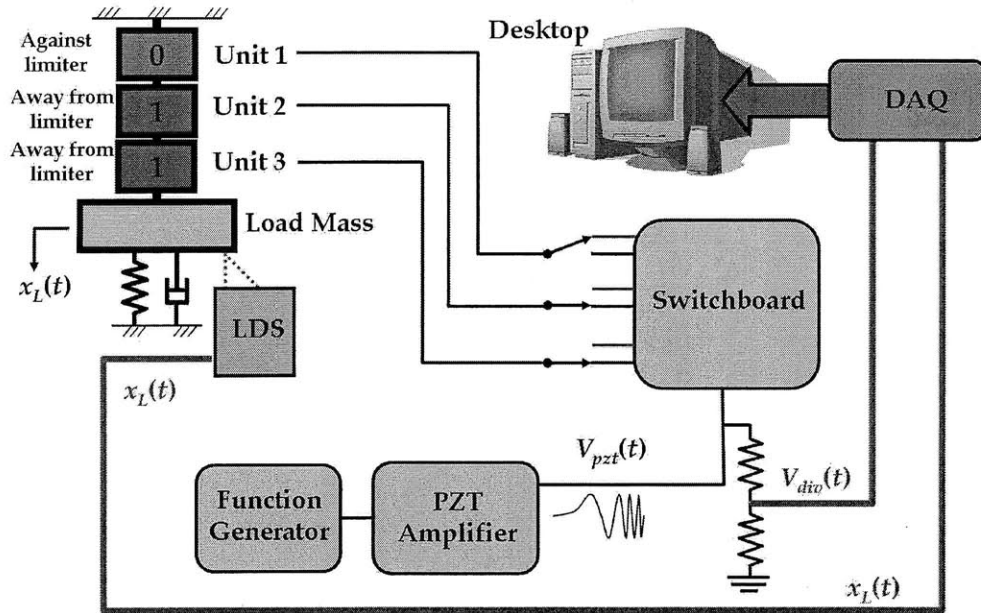 Against
limiter
0
Unit 1
Away from
limiter
1
Unit 2
Away from
limiter
1
Unit 3
Load Mass
x_L(t)
LDS
x_L(t)
Desktop
DAQ
Switchboard
V_pzt(t)
V_div(t)
Function
Generator
PZT
Amplifier
x_L(t)